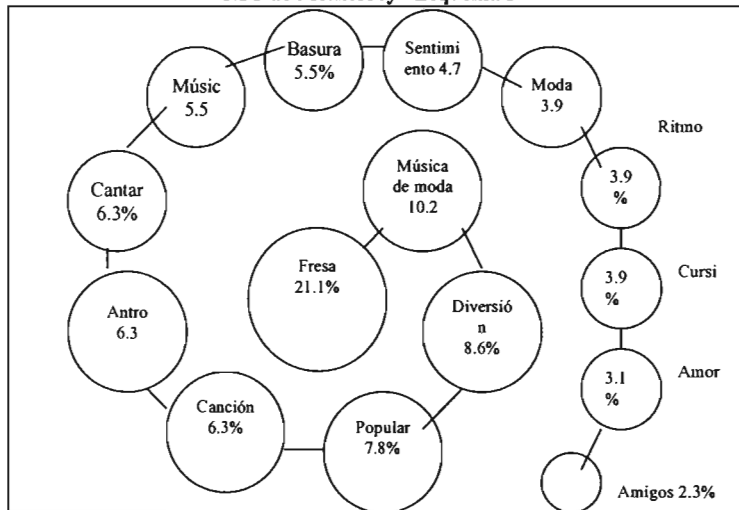 Basura
5.5%
Sentimi
ento 4.7
Moda
3.9
Músic
5.5
Ritmo
3.9
%
Música
de moda
10.2
Cantar
6.3%
Fresa
21.1%
3.9
%
Cursi
Antro
6.3
Diversió
n
8.6%
3.1
%
Amor
Canción
6.3%
Popular
7.8%
Amigos 2.3%